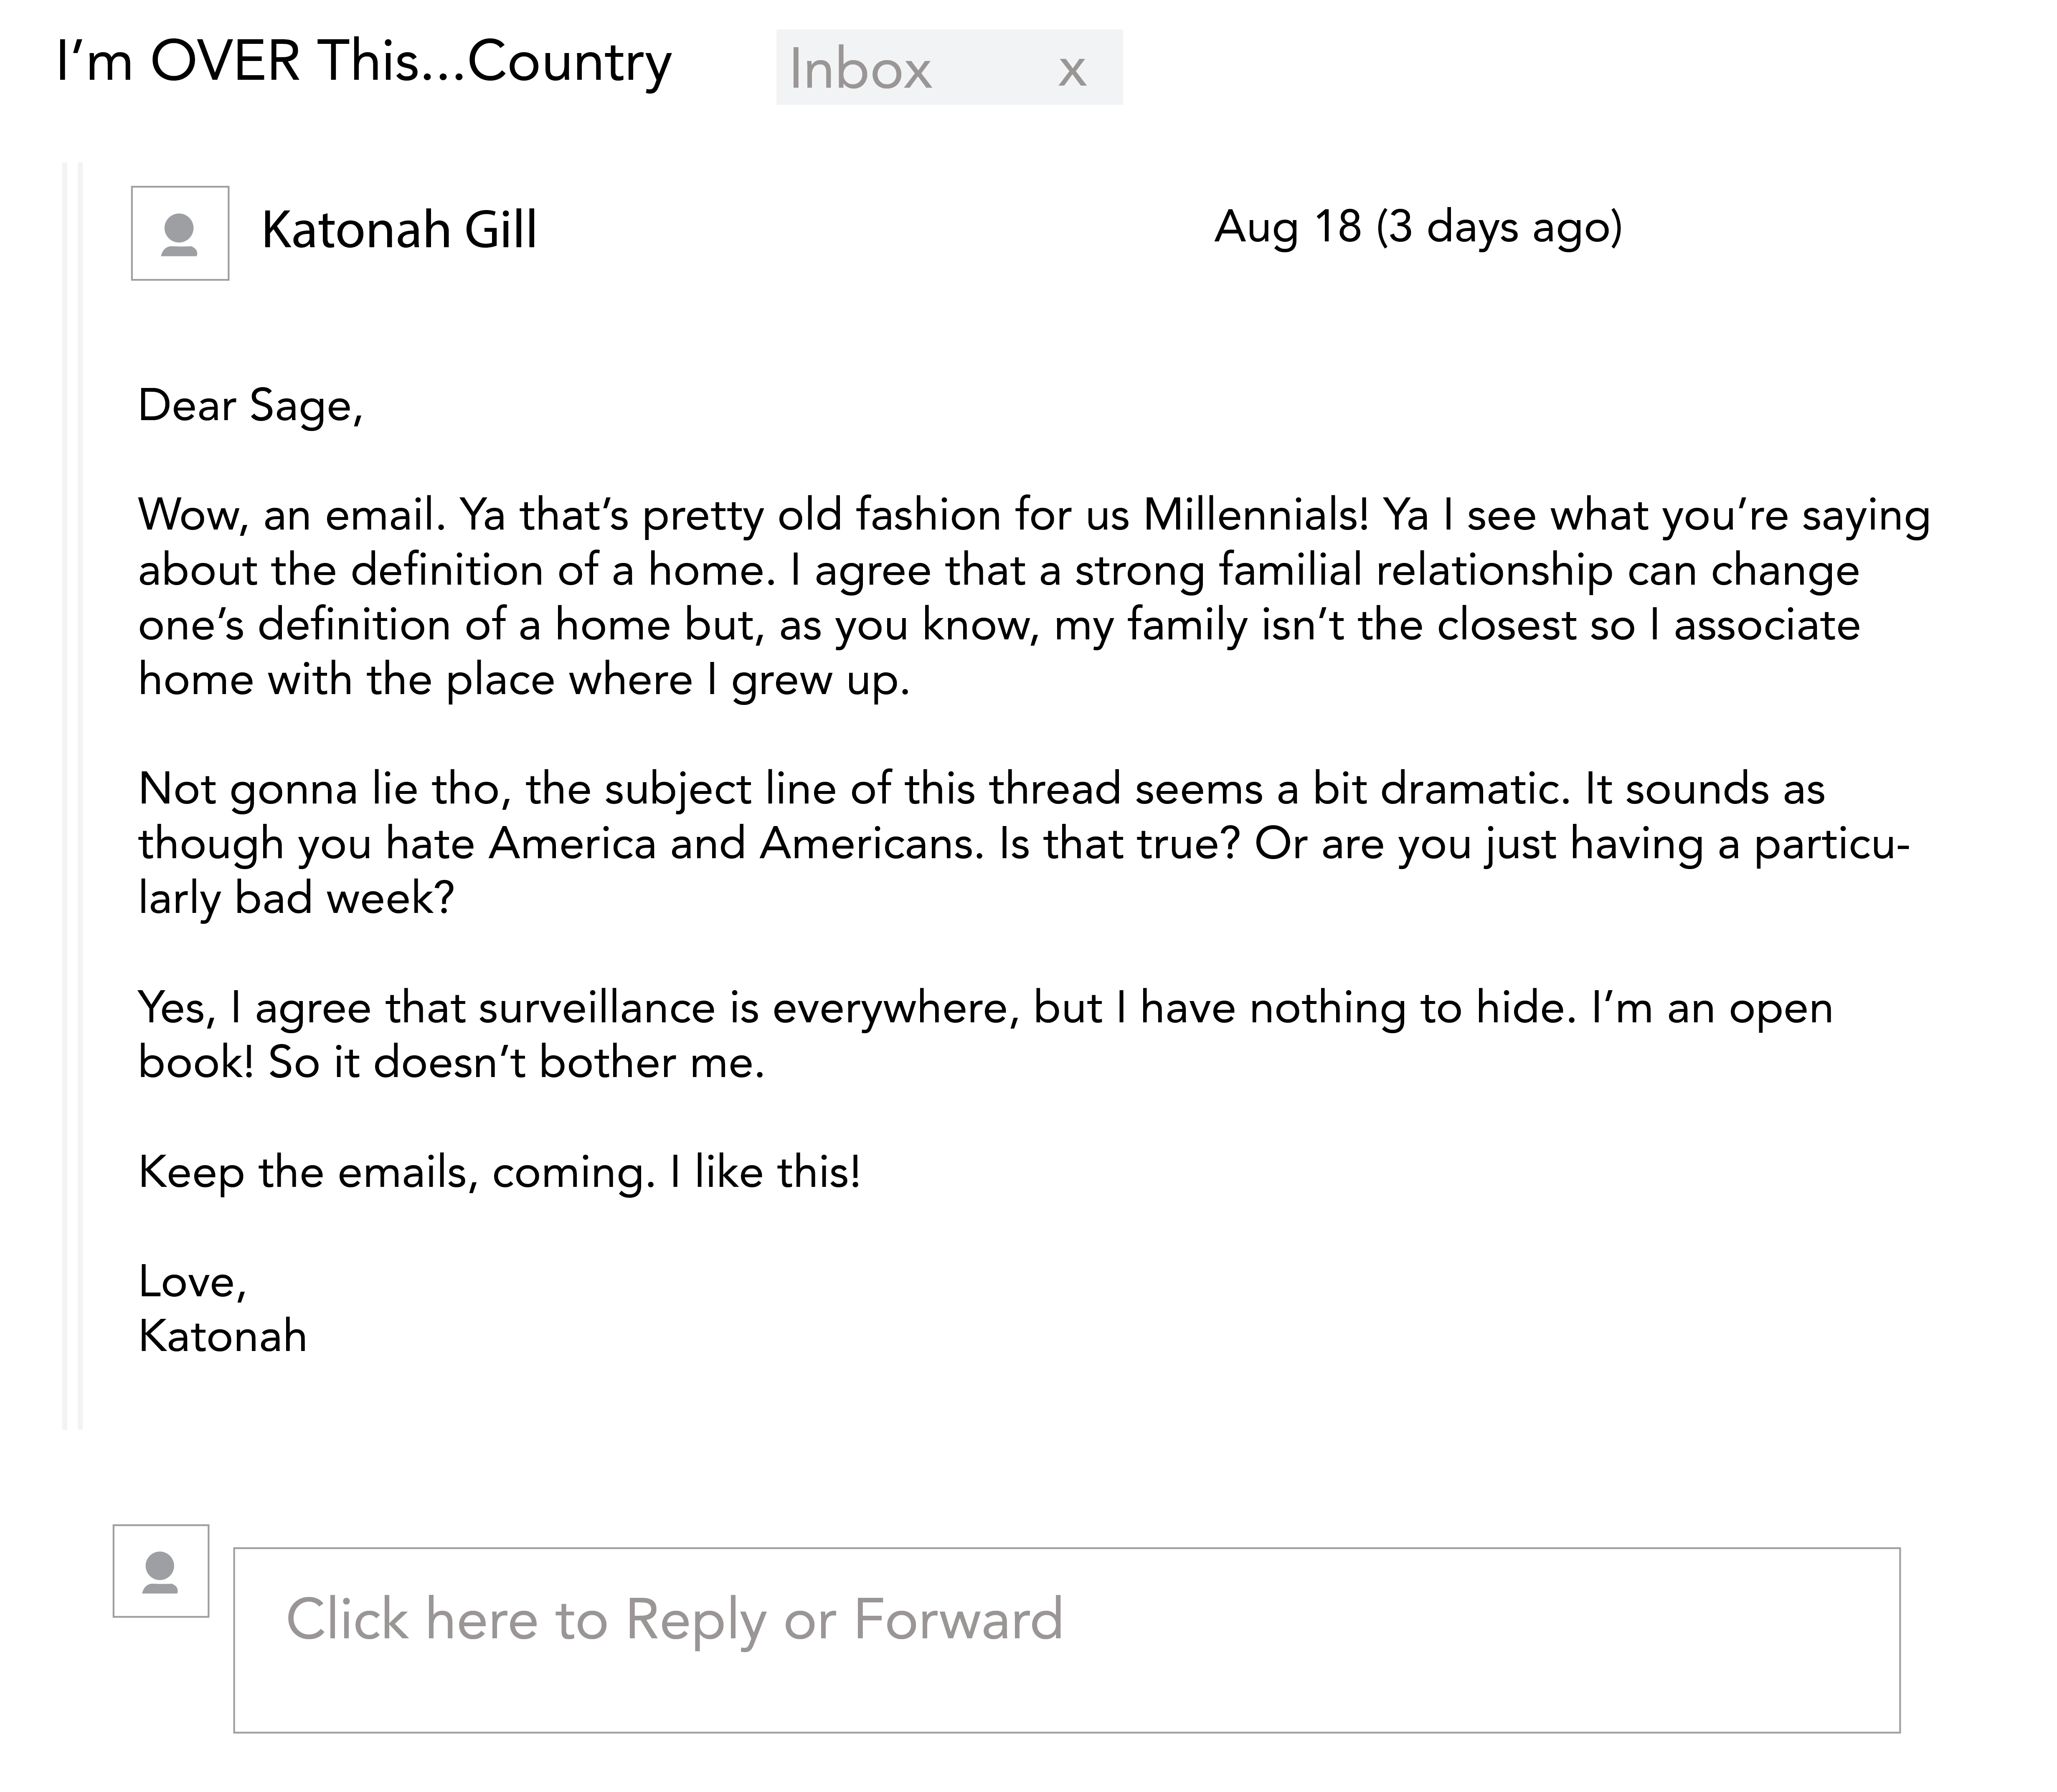 I’m OVER This...Country
Inbox x
Katonah Gill
Aug 18 (3 days ago)
Dear Sage,
Wow, an email. Ya that’s pretty old fashion for us Millennials! Ya I see what you’re saying
about the definition of a home. I agree that a strong familial relationship can change
one’s definition of a home but, as you know, my family isn’t the closest so I associate
home with the place where I grew up.
Not gonna lie tho, the subject line of this thread seems a bit dramatic. It sounds as
though you hate America and Americans. Is that true? Or are you just having a particu-
larly bad week?
Yes, I agree that surveillance is everywhere, but I have nothing to hide. I’m an open
book! So it doesn’t bother me.
Keep the emails, coming. I like this!
Love,
Katonah
Click here to Reply or Forward